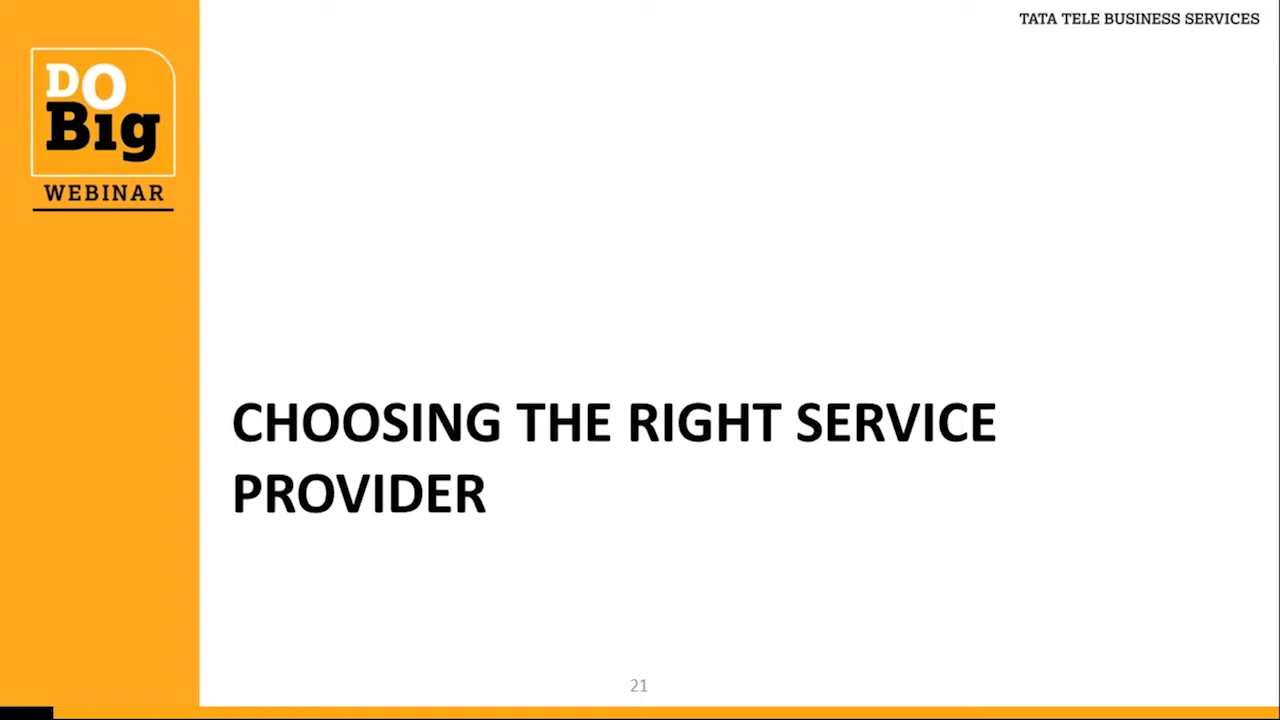 TATA TELE BUSINESS SERVICES
DO
Big
WEBINAR
CHOOSING THE RIGHT SERVICE
PROVIDER
21